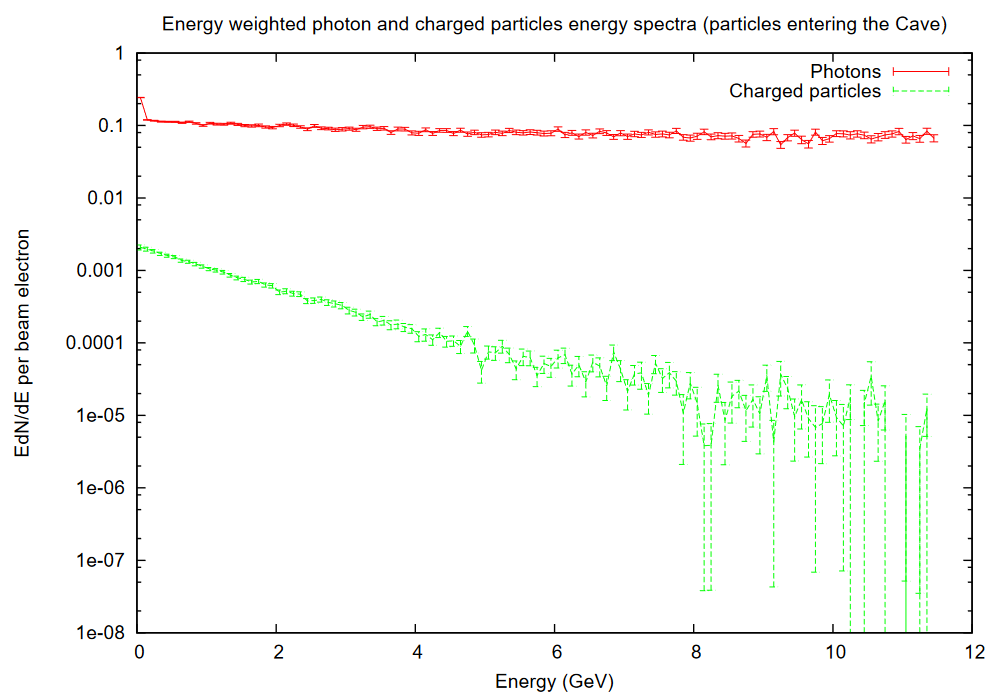 Energy weighted photon and charged particles energy spectra (particles entering the Cave)
Photons
Charged particles
1
0.1
0.01
0.001
0.0001
1e-05
1e-06
1e-07
1e-08
EdN/dE per beam electron
0 2 4 6 8 10 12
Energy (GeV)